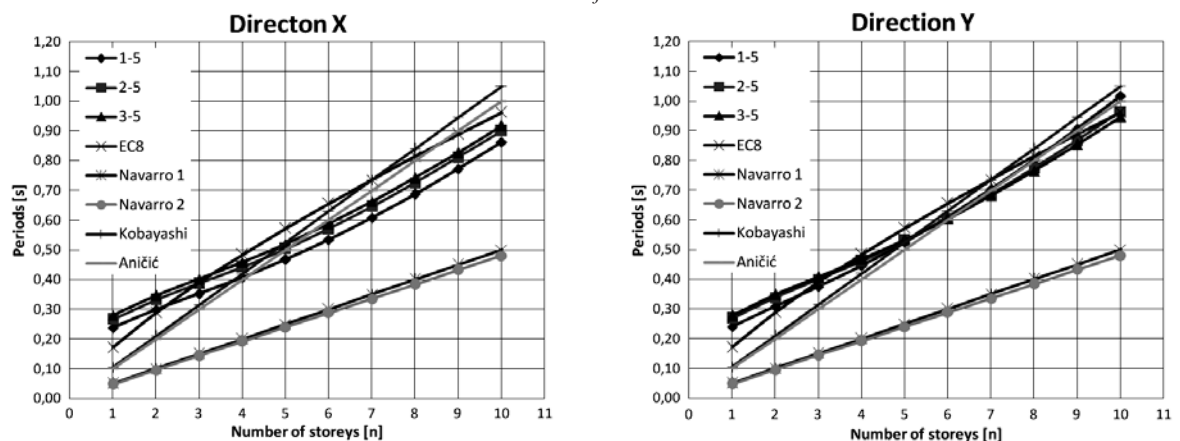 Directon X
1,20
1,10
1,00
0,90
0,80
0,70
0,60
0,50
0,40
0,30
0,20
0,10
0,00
Periods [s]
1-5
2-5
3-5
EC8
Navarro 1
Navarro 2
Kobayashi
Aničić
0 1 2 3 4 5 6 7 8 9 10 11
Number of storeys [n]
Direction Y
1,20
1,10
1,00
0,90
0,80
0,70
0,60
0,50
0,40
0,30
0,20
0,10
0,00
Periods [s]
1-5
2-5
3-5
EC8
Navarro 1
Navarro 2
Kobayashi
Aničić
0 1 2 3 4 5 6 7 8 9 10 11
Number of storeys [n]